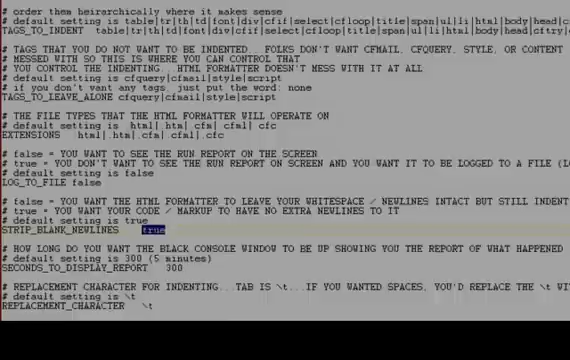 # order them heirarchically where it makes sense
# default setting is table|tr|th|td|font|div|cfif|select|cfloop|title|span|ul|li|html|body|head|c
TAGS_TO_INDENT table|tr|th|td|font|div|cfif|select|cfloop|title|span|ul|li|html|body|head|cftry|c
# TAGS THAT YOU DO NOT WANT TO BE INDENTED... FOLKS DON'T WANT CFMAIL, CFQUERY, STYLE, OR CONTENT
# MESSED WITH SO THIS IS WHERE YOU CAN CONTROL THAT
# YOU CONTROL THE INDENTING... HTML FORMATTER DOESN'T MESS WITH IT AT ALL
# default setting is cfquery|cfmail|style|script
# if you don't want any tags, just put the word: none
TAGS_TO_LEAVE_ALONE cfquery|cfmail|style|script
# THE FILE TYPES THAT THE HTML FORMATTER WILL OPERATE ON
# default setting is .html|.htm|.cfm|.cfml|.cfc
EXTENSIONS .html|.htm|.cfm|.cfml|.cfc
# false = YOU WANT TO SEE THE RUN REPORT ON THE SCREEN
# true = YOU DON'T WANT TO SEE THE RUN REPORT ON SCREEN AND YOU WANT IT TO BE LOGGED TO A FILE (L
# default setting is false
LOG_TO_FILE false
# false = YOU WANT THE HTML FORMATTER TO LEAVE YOUR WHITESPACE / NEWLINES INTACT BUT STILL INDENT
# true = YOU WANT YOUR CODE / MARKUP TO HAVE NO EXTRA NEWLINES TO IT
# default setting is true
STRIP_BLANK_NEWLINES true
# HOW LONG DO YOU WANT THE BLACK CONSOLE WINDOW TO BE UP SHOWING YOU THE REPORT OF WHAT HAPPENED
# default setting is 300 (5 minutes)
SECONDS_TO_DISPLAY_REPORT 300
# REPLACEMENT CHARACTER FOR INDENTING...TAB IS \t...IF YOU WANTED SPACES, YOU'D REPLACE THE \t WI
# default setting is \t
REPLACEMENT_CHARACTER \t